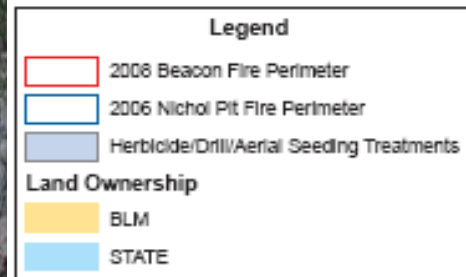 Legend
2008 Beacon Fire Perimeter
2006 Nichol Pit Fire Perimeter
Herbicide/Drill/Aerial Seeding Treatments
Land Ownership
BLM
STATE